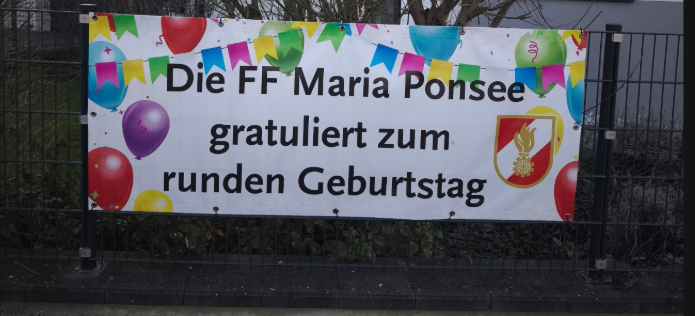 Die FF Maria Ponsee
gratuliert zum
runden Geburtstag